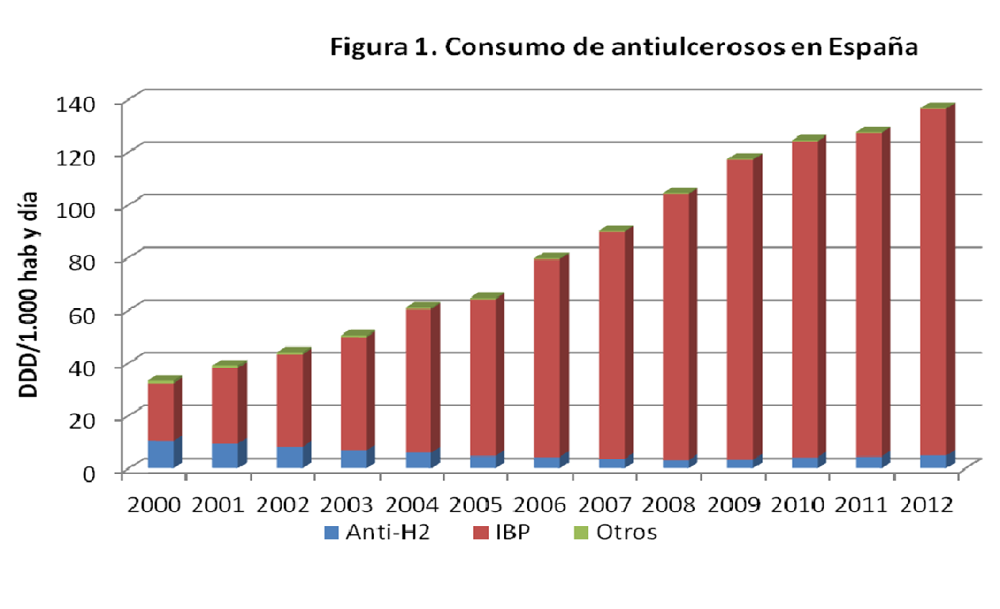 Figura 1. Consumo de antiulcerosos en España
DDD/1.000 hab y día
140
120
100
80
60
40
20
0
2000 2001 2002 2003 2004 2005 2006 2007 2008 2009 2010 2011 2012
Anti-H2 IBP Otros